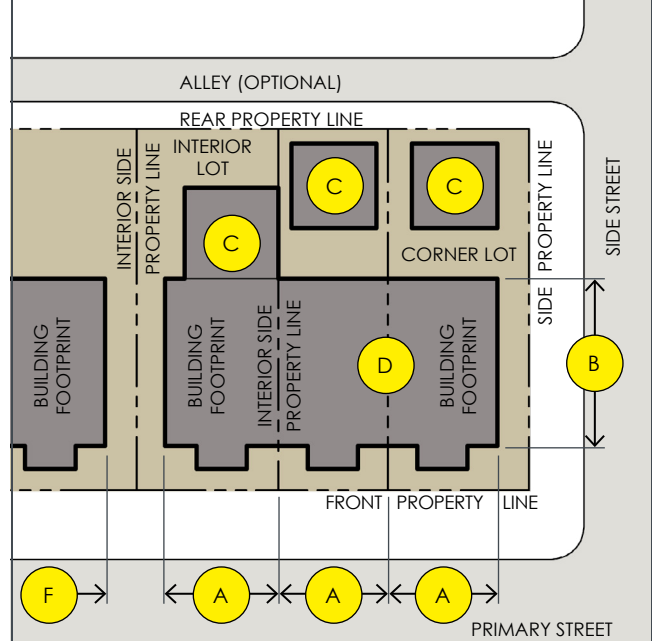 ALLEY (OPTIONAL)
REAR PROPERTY LINE
INTERIOR
LOT
INTERIOR SIDE
PROPERTY LINE
C
C
C
CORNER LOT
SIDE PROPERTY LINE
SIDE STREET
BUILDING
FOOTPRINT
BUILDING
FOOTPRINT
INTERIOR SIDE
PROPERTY LINE
D
BUILDING
FOOTPRINT
B
FRONT PROPERTY LINE
F
A
A
A
PRIMARY STREET